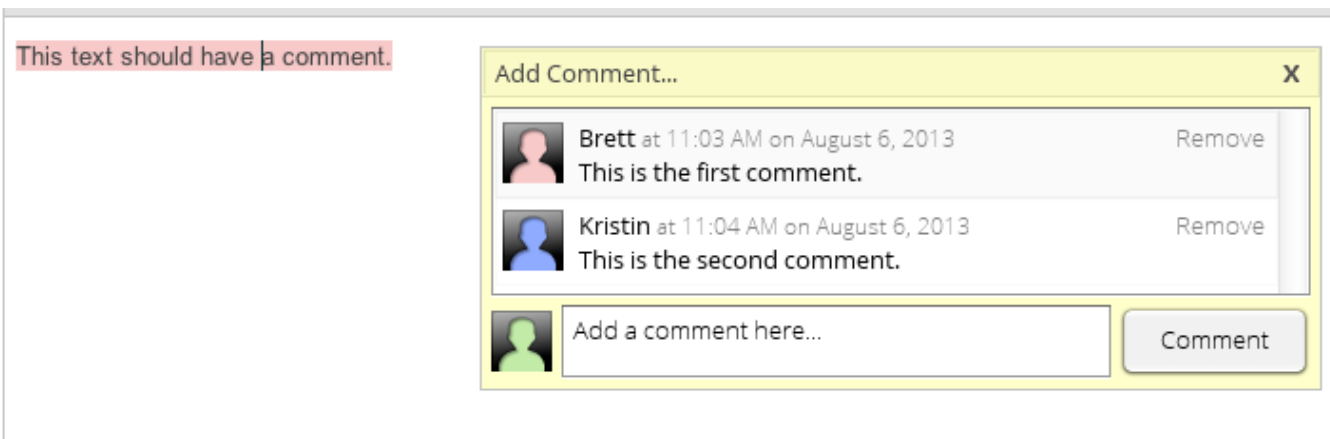 This text should have a comment.
Add Comment...
X
Brett at 11:03 AM on August 6, 2013
Remove
This is the first comment.
Kristin at 11:04 AM on August 6, 2013
Remove
This is the second comment.
Add a comment here...
Comment